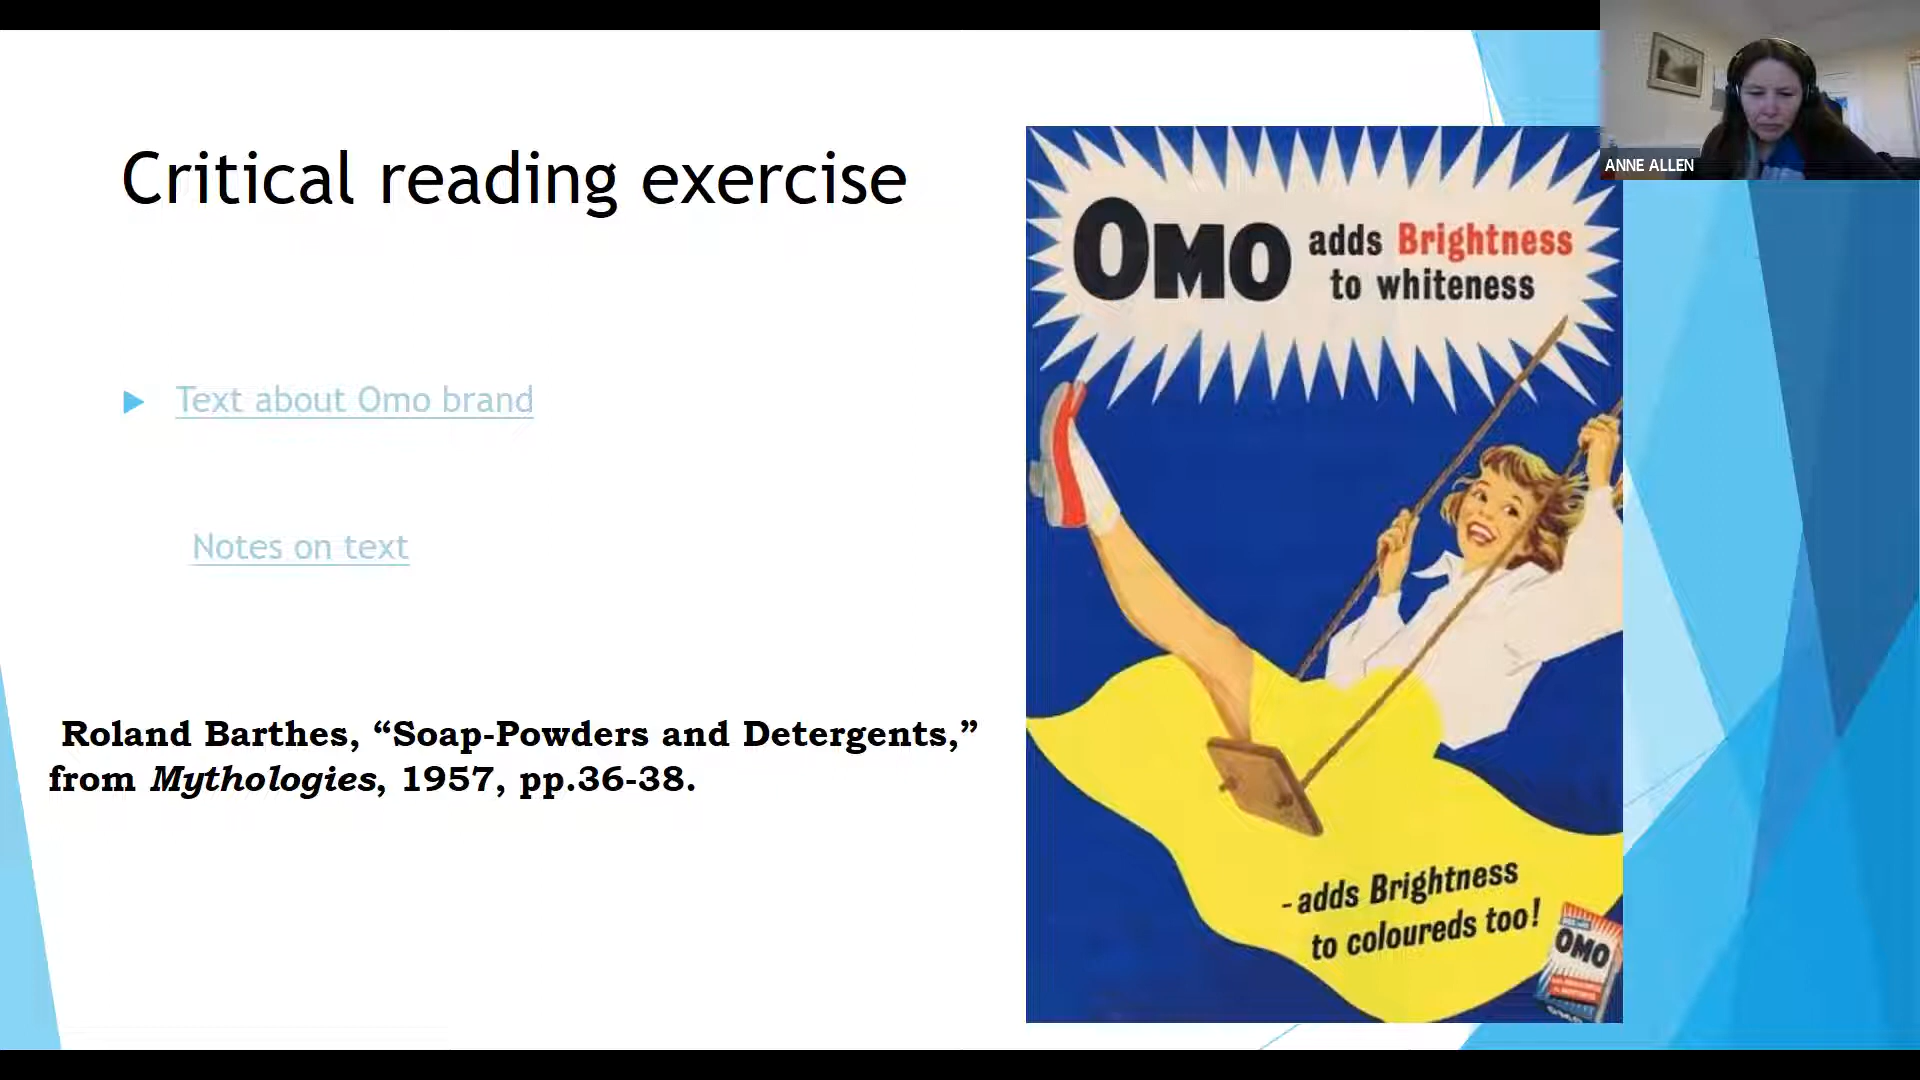 Critical reading exercise
Text about Omo brand
Notes on text
Roland Barthes, “Soap-Powders and Detergents,”
from Mythologies, 1957, pp.36-38.
OMO adds Brightness
to whiteness
-adds Brightness
to coloureds too!
OMO
ANNE ALLEN